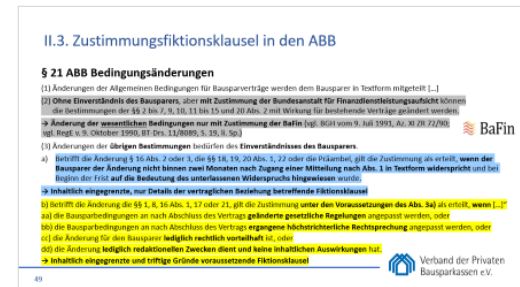 II.3. Zustimmungsfiktionsklausel in den ABB
§ 21 ABB Bedingungsänderungen
(1) Änderungen der Allgemeinen Bedingungen für Bausparverträge werden dem Bausparer in Textform mitgeteilt [...]
(2) Ohne Einverständnis des Bausparers, aber mit Zustimmung der Bundesanstalt für Finanzdienstleistungsaufsicht können
die Bestimmungen der §§ 2 bis 7, 9, 10, 11 bis 15 und 20 Abs. 2 mit Wirkung für bestehende Verträge geändert werden.
→ Änderung der wesentlichen Bedingungen nur mit Zustimmung der BaFin (vgl. BGH vom 9. Juli 1991, Az. XI ZR 72/90;
vgl. RegE v. 9. Oktober 1990, BT-Drs. 11/8089, S. 19, li. Sp.)
BaFin
(3) Änderungen der übrigen Bestimmungen bedürfen des Einverständnisses des Bausparers.
a) Betrifft die Änderung § 16 Abs. 2 oder 3, die §§ 18, 19, 20 Abs. 1, 22 oder die Präambel, gilt die Zustimmung als erteilt, wenn der
Bausparer der Änderung nicht binnen zwei Monaten nach Zugang einer Mitteilung nach Abs. 1 in Textform widerspricht und bei
Beginn der Frist auf die Bedeutung des unterlassenen Widerspruchs hingewiesen wurde.
→ Inhaltlich eingegrenzte, nur Details der vertraglichen Beziehung betreffende Fiktionsklausel
b) Betrifft die Änderung die §§ 1, 8, 16 Abs. 1, 17 oder 21, gilt die Zustimmung unter den Voraussetzungen des Abs. 3a) als erteilt, wenn [...]"
aa) die Bausparbedingungen an nach Abschluss des Vertrags geänderte gesetzliche Regelungen angepasst werden, oder
bb) die Bausparbedingungen an nach Abschluss des Vertrags ergangene höchstrichterliche Rechtsprechung angepasst werden, oder
cc) die Änderung für den Bausparer lediglich rechtlich vorteilhaft ist, oder
dd) die Änderung lediglich redaktionellen Zwecken dient und keine inhaltlichen Auswirkungen hat.
→ Inhaltlich eingegrenzte und triftige Gründe voraussetzende Fiktionsklausel
Verband der Privaten
Bausparkassen e.V.
49